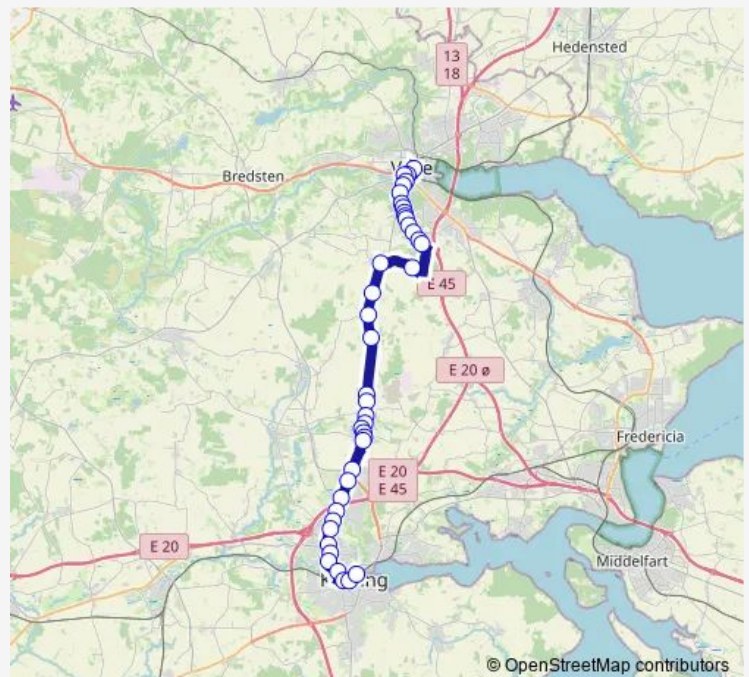 Hedensted
13
18
Bredsten
E 45
E 20 ø
Fredericia
E 20
E 45
E 20
Middelfart
© OpenStreetMap contributors